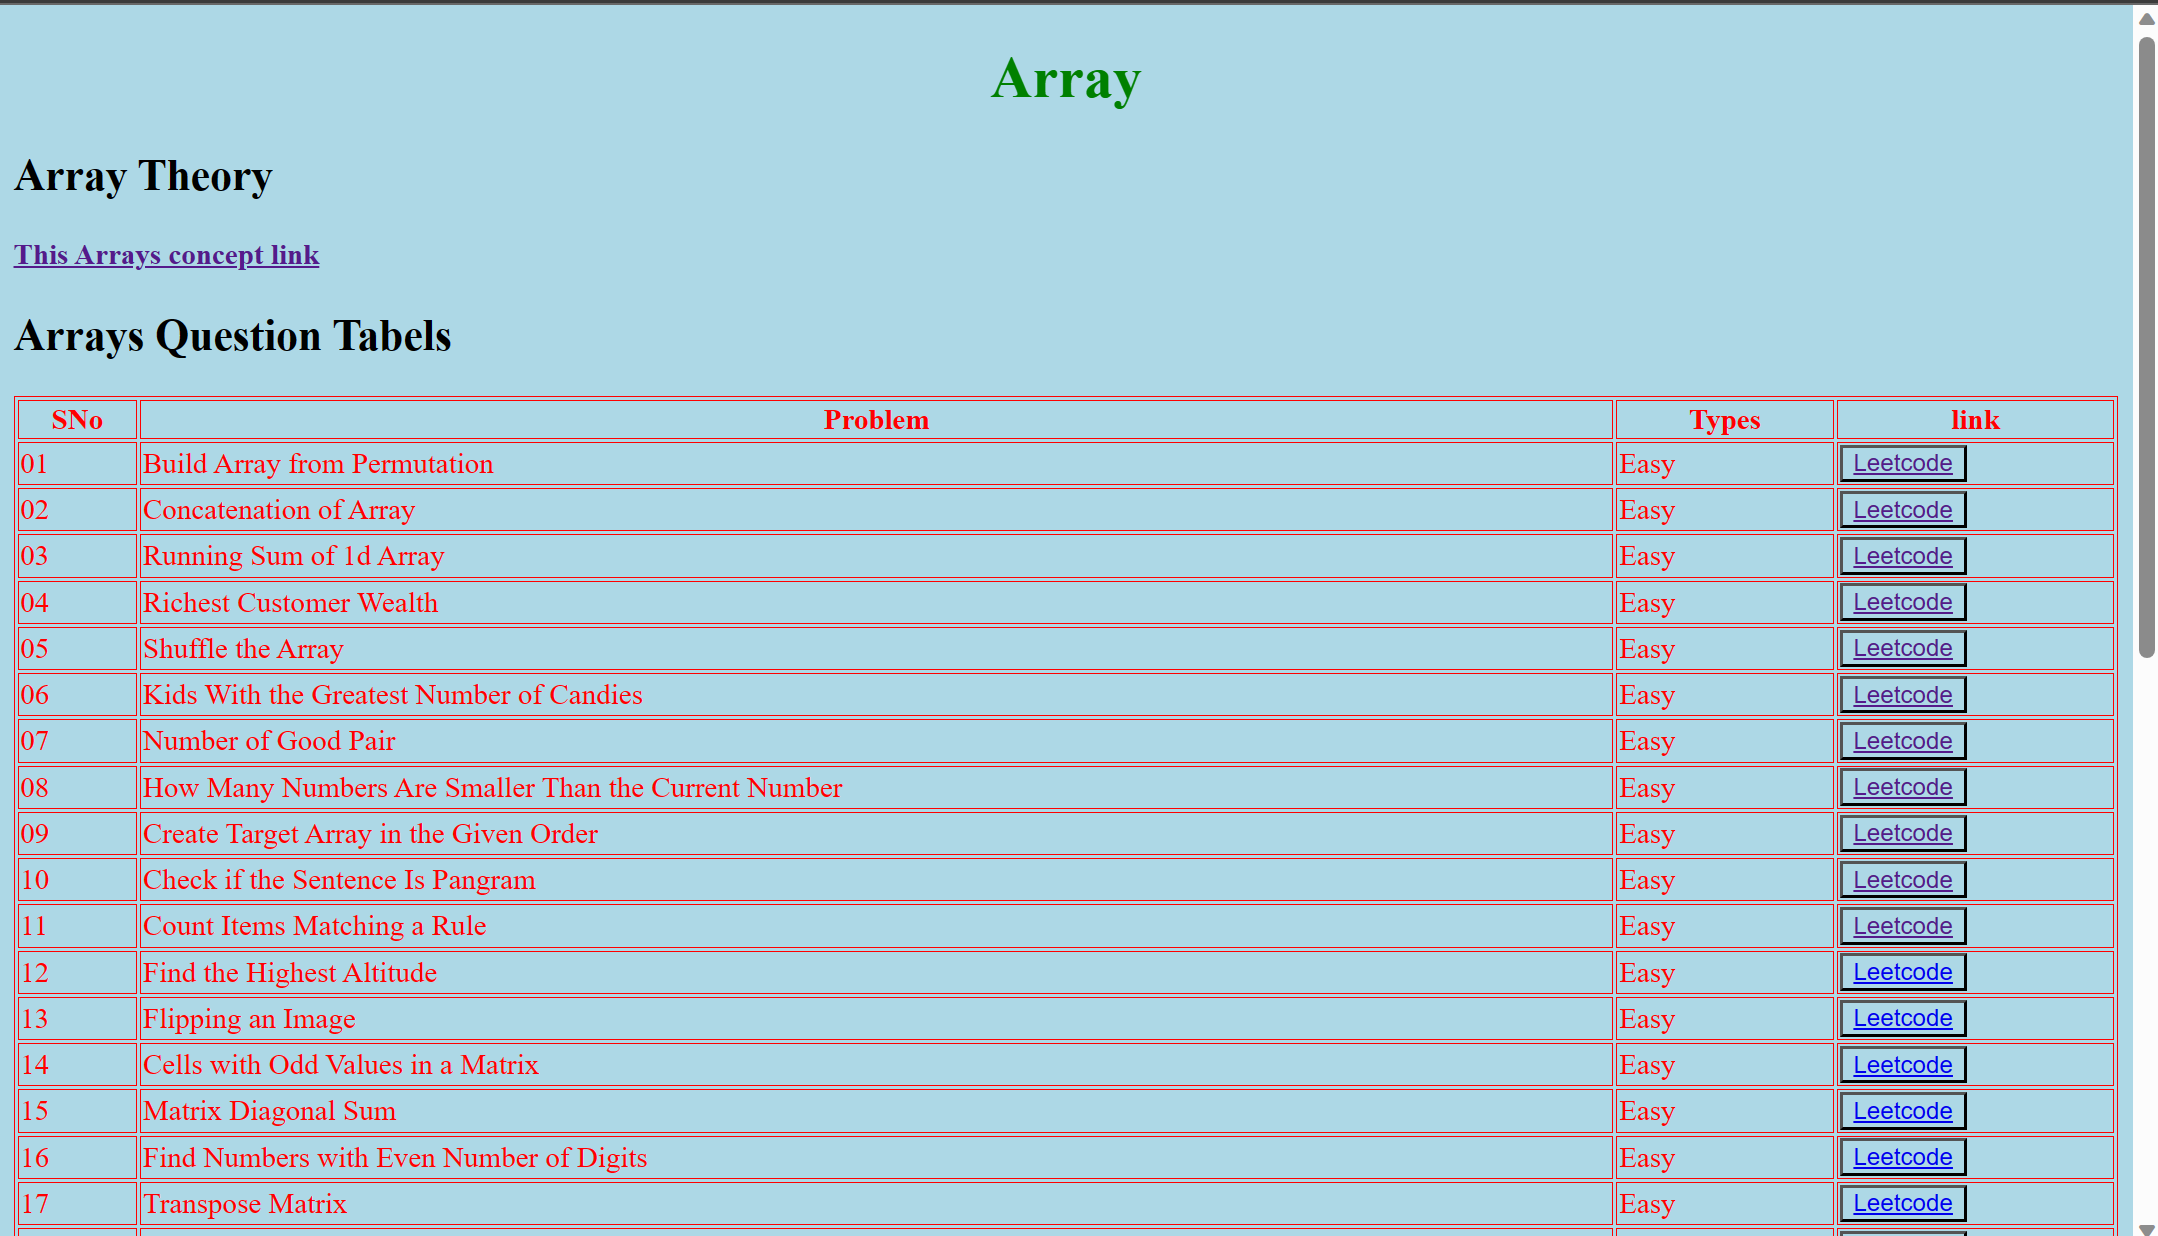 Array
Array Theory
This Arrays concept link
Arrays Question Tabels
SNo Problem Types link
01 Build Array from Permutation Easy Leetcode
02 Concatenation of Array Easy Leetcode
03 Running Sum of 1d Array Easy Leetcode
04 Richest Customer Wealth Easy Leetcode
05 Shuffle the Array Easy Leetcode
06 Kids With the Greatest Number of Candies Easy Leetcode
07 Number of Good Pair Easy Leetcode
08 How Many Numbers Are Smaller Than the Current Number Easy Leetcode
09 Create Target Array in the Given Order Easy Leetcode
10 Check if the Sentence Is Pangram Easy Leetcode
11 Count Items Matching a Rule Easy Leetcode
12 Find the Highest Altitude Easy Leetcode
13 Flipping an Image Easy Leetcode
14 Cells with Odd Values in a Matrix Easy Leetcode
15 Matrix Diagonal Sum Easy Leetcode
16 Find Numbers with Even Number of Digits Easy Leetcode
17 Transpose Matrix Easy Leetcode